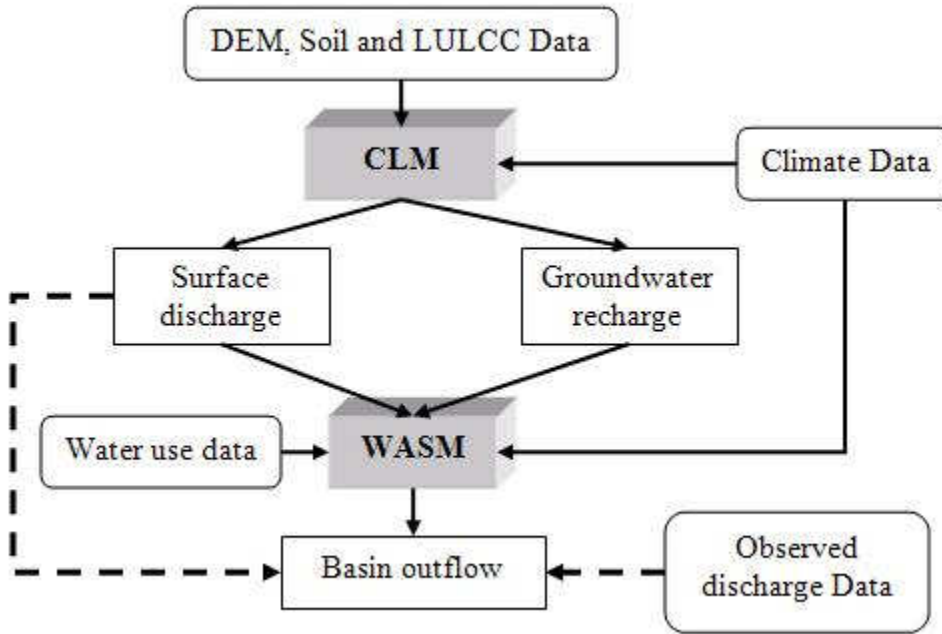 DEM, Soil and LULCC Data
CLM
Climate Data
Surface
discharge
Groundwater
recharge
Water use data
WASM
Basin outflow
Observed
discharge Data